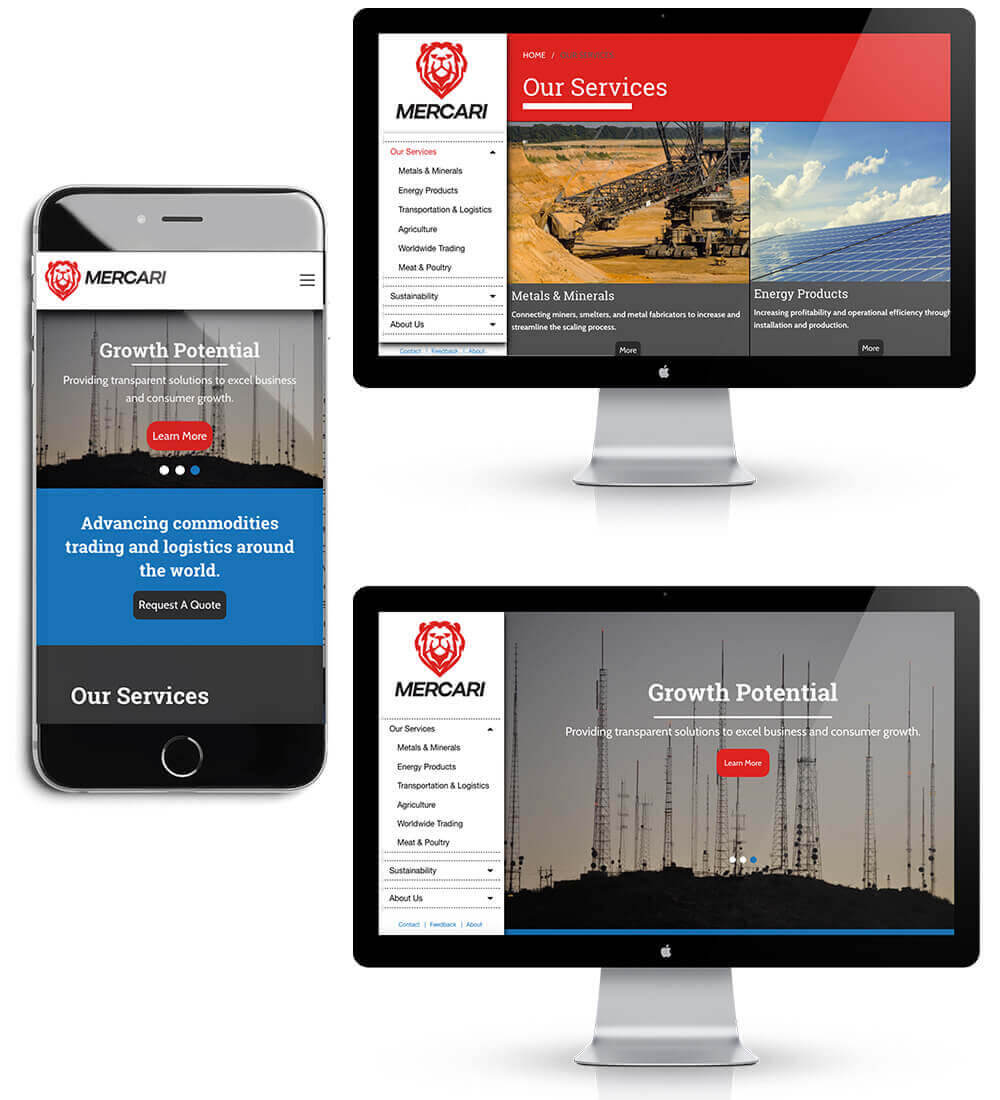 MERCARI
Growth Potential
Providing transparent solutions to excel business
and consumer growth.
Learn More
Advancing commodities
trading and logistics around
the world.
Request A Quote
Our Services
MERCARI
Our Services
Metals & Minerals
Energy Products
Transportation & Logistics
Agriculture
Worldwide Trading
Meat & Poultry
Sustainability
About Us
Contact | Feedback | About
HOME / OUR SERVICES
Our Services
Metals & Minerals
Connecting miners, smelters, and metal fabricators to increase and
streamline the scaling process.
More
Energy Products
Increasing profitability and operational efficiency through
installation and production.
More
MERCARI
Our Services
Metals & Minerals
Energy Products
Transportation & Logistics
Agriculture
Worldwide Trading
Meat & Poultry
Sustainability
About Us
Contact | Feedback | About
Growth Potential
Providing transparent solutions to excel business and consumer growth.
Learn More